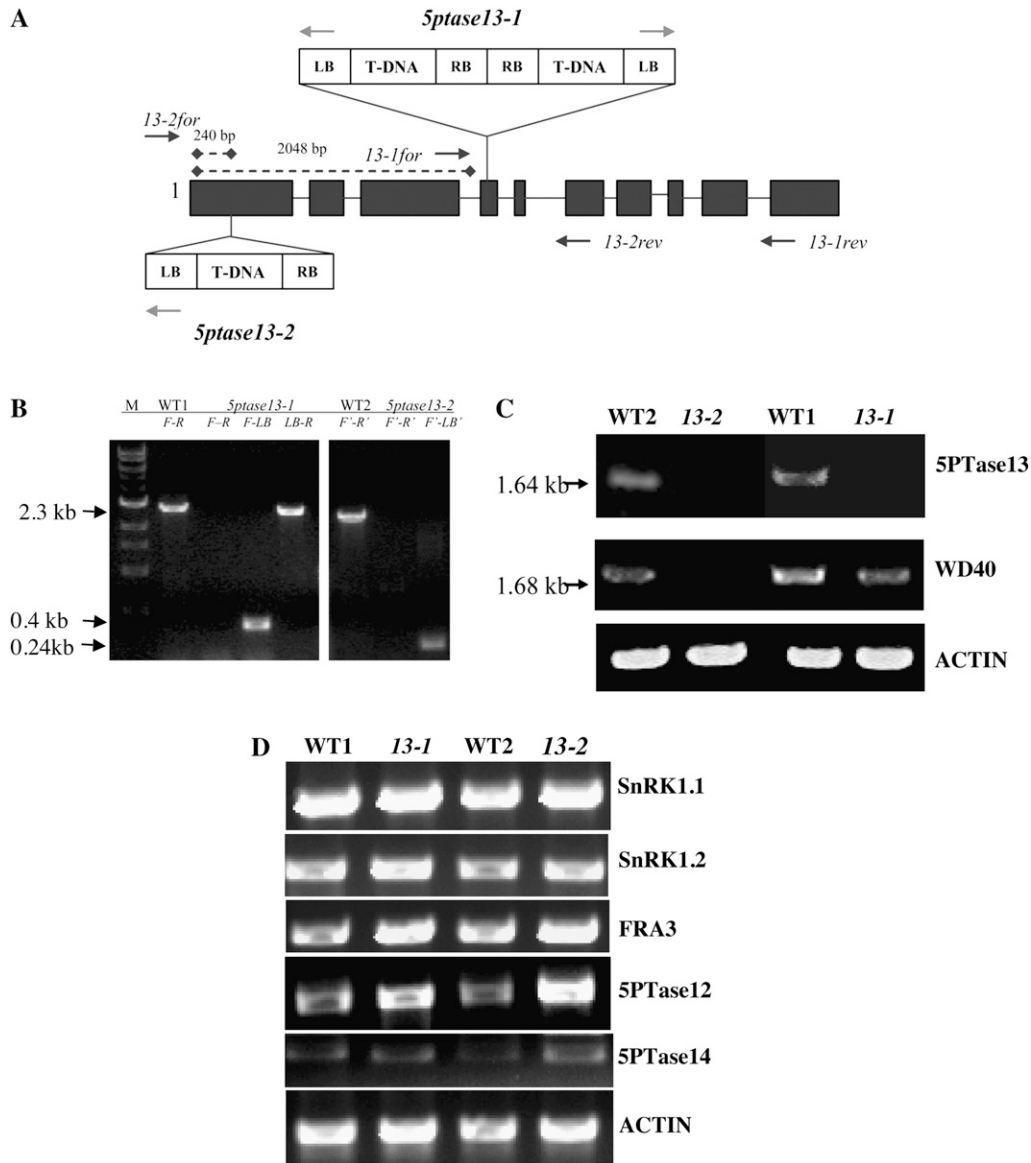 A
5ptase13-1
LB T-DNA RB RB T-DNA LB
13-2for
240 bp
2048 bp
13-1for
1
13-2rev
13-1rev
LB T-DNA RB
5ptase13-2
B
M WT1 5ptase13-1 WT2 5ptase13-2
F-R F-R F-LB LB-R F'-R' F'-R' F'-LB'
2.3 kb
0.4 kb
0.24kb
C
WT2 13-2 WT1 13-1
5PTase13
1.64 kb
WD40
1.68 kb
ACTIN
D
WT1 13-1 WT2 13-2
SnRK1.1
SnRK1.2
FRA3
5PTase12
5PTase14
ACTIN